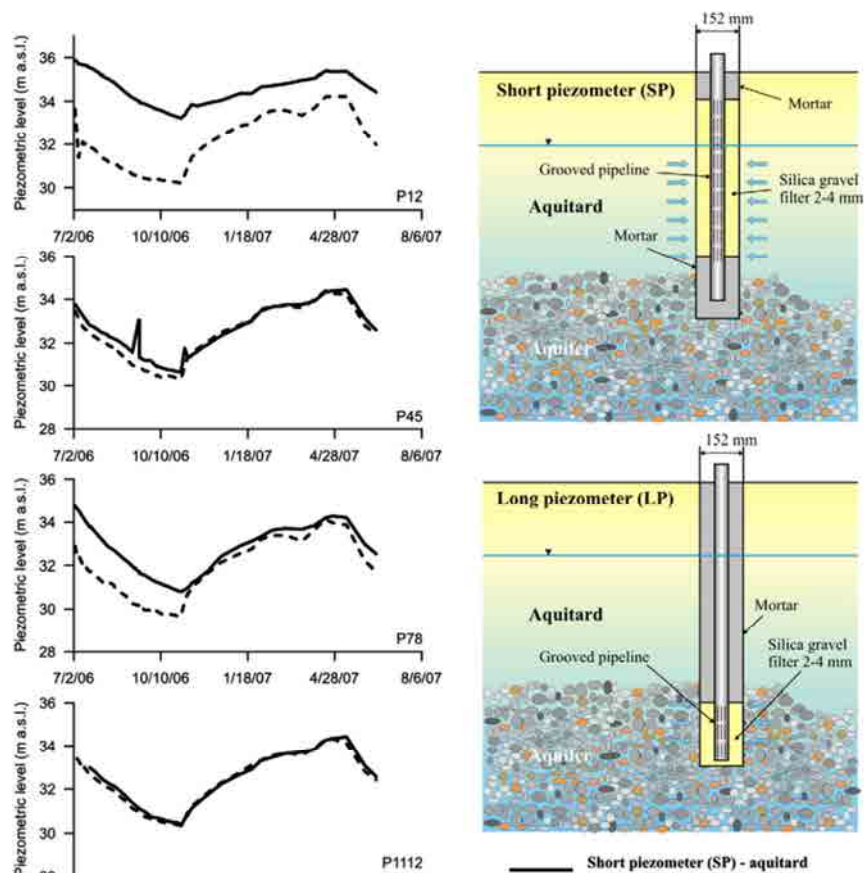 Piezometric level (m a.s.l.)
36
34
32
30
P12
7/2/06 10/10/06 1/18/07 4/28/07 8/6/07
Piezometric level (m a.s.l.)
34
32
30
28
P45
7/2/06 10/10/06 1/18/07 4/28/07 8/6/07
Piezometric level (m a.s.l.)
36
34
32
30
28
P78
7/2/06 10/10/06 1/18/07 4/28/07 8/6/07
Piezometric level (m a.s.l.)
36
34
32
30
P1112
152 mm
Short piezometer (SP)
Mortar
Grooved pipeline
Silica gravel
filter 2-4 mm
Aquitard
Mortar
Aquifer
152 mm
Long piezometer (LP)
Aquitard
Mortar
Grooved pipeline
Silica gravel
filter 2-4 mm
Aquifer
Short piezometer (SP) - aquitard